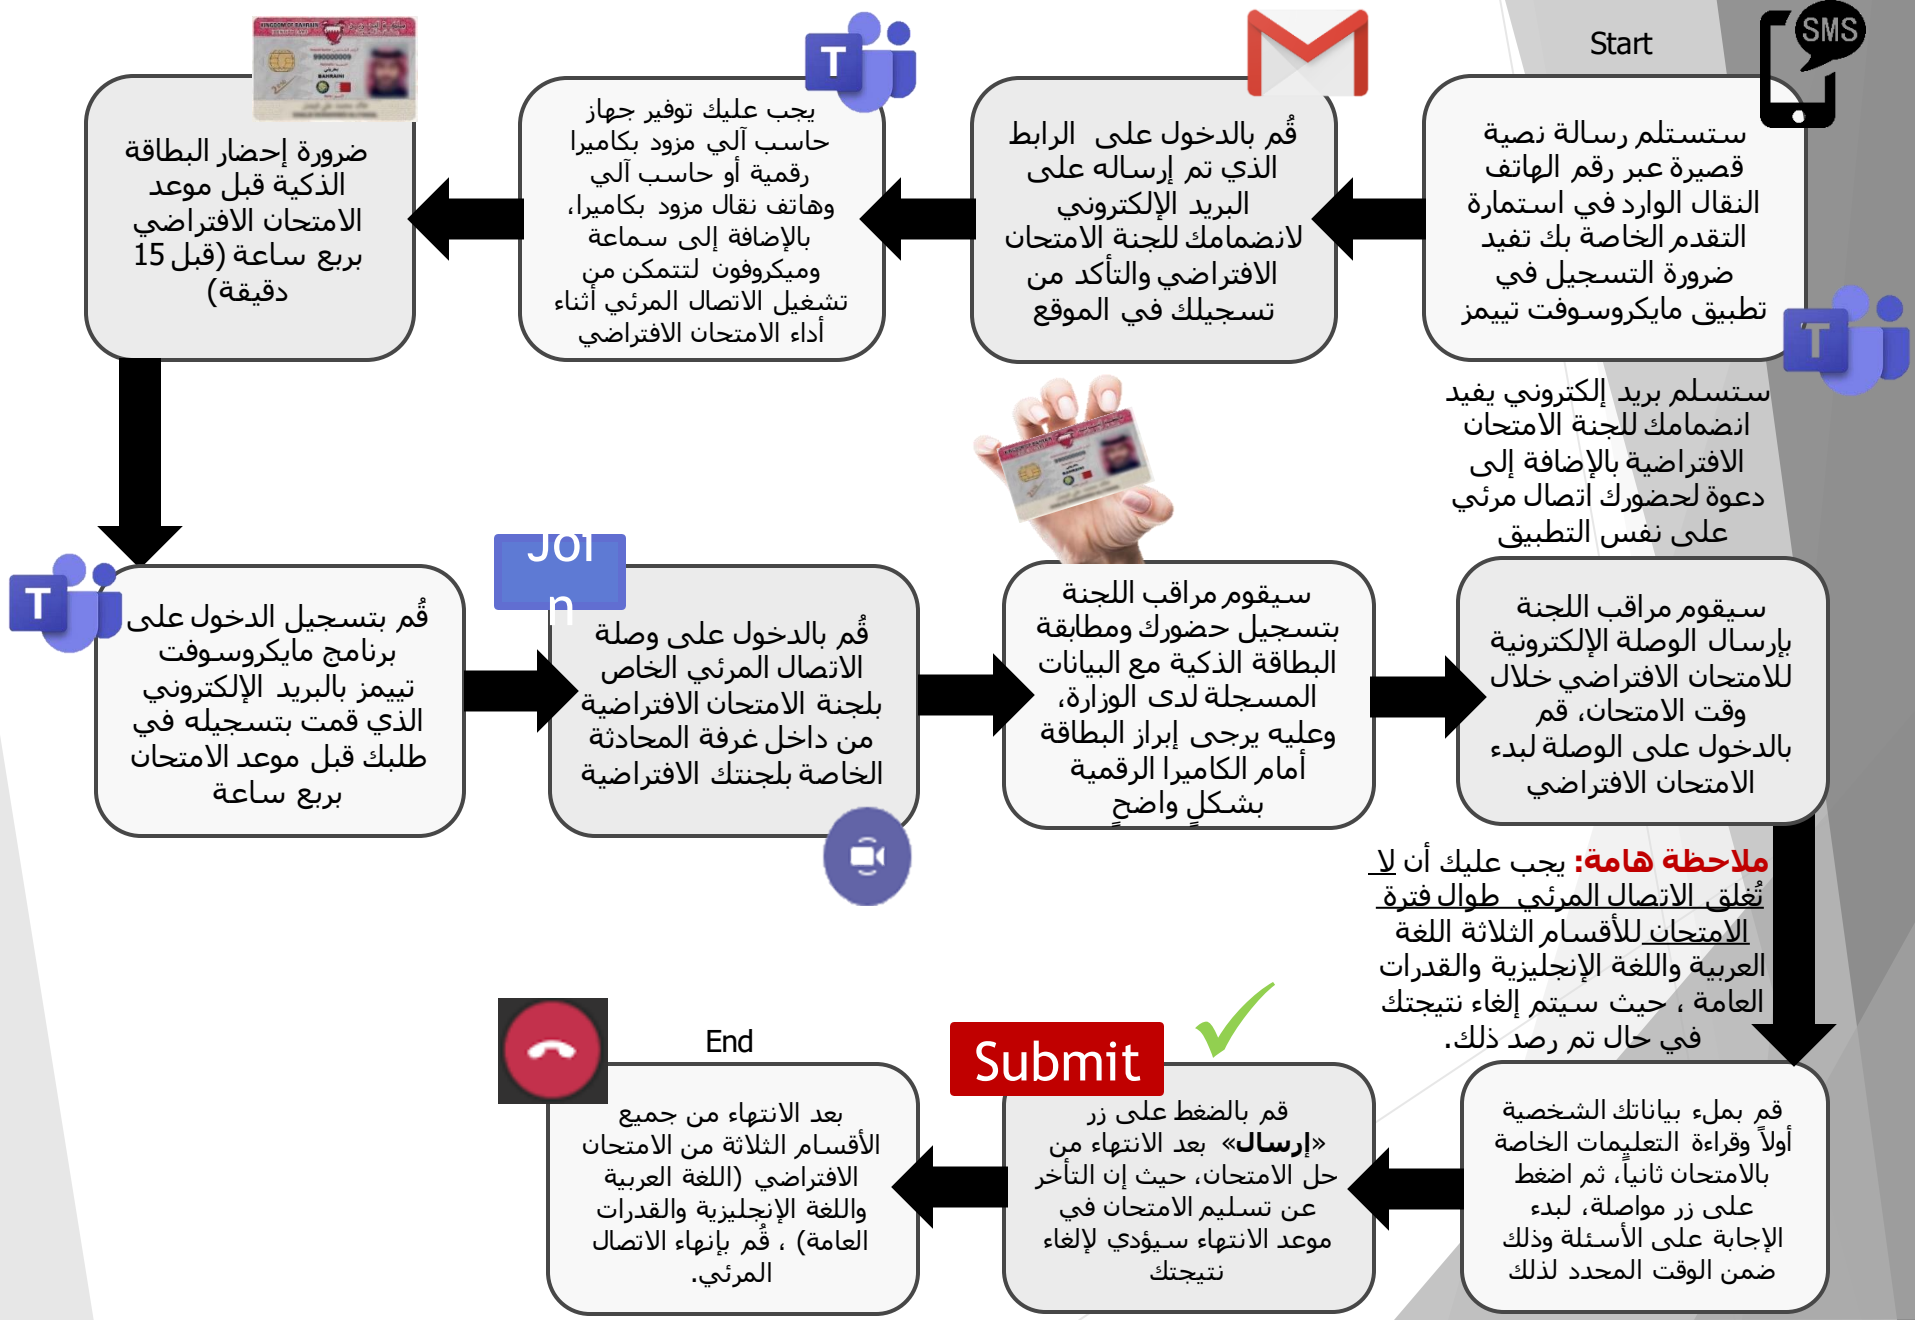 Start
SMS
ستستلم رسالة نصية
قصيرة عبر رقم الهاتف
النقال الوارد في استمارة
التقدم الخاصة بك تفيد
ضرورة التسجيل في
تطبيق مايكروسوفت تييمز
T
ستسلم بريد إلكتروني يفيد
انضمامك للجنة الامتحان
الافتراضية بالإضافة إلى
دعوة لحضورك اتصال مرئي
على نفس التطبيق
قُم بالدخول على الرابط
الذي تم إرساله على
البريد الإلكتروني
لانضمامك للجنة الامتحان
الافتراضي والتأكد من
تسجيلك في الموقع
T
يجب عليك توفير جهاز
حاسب آلي مزود بكاميرا
رقمية أو حاسب آلي
وهاتف نقال مزود بكاميرا،
بالإضافة إلى سماعة
وميكروفون لتتمكن من
تشغيل الاتصال المرئي أثناء
أداء الامتحان الافتراضي
KINGDOM OF BAHRAIN
BAHRAINI
ضرورة إحضار البطاقة
الذكية قبل موعد
الامتحان الافتراضي
بربع ساعة (قبل 15
دقيقة)
T
قُم بتسجيل الدخول على
برنامج مايكروسوفت
تييمز بالبريد الإلكتروني
الذي قمت بتسجيله في
طلبك قبل موعد الامتحان
بربع ساعة
Joi
n
قُم بالدخول على وصلة
الاتصال المرئي الخاص
بلجنة الامتحان الافتراضية
من داخل غرفة المحادثة
الخاصة بلجنتك الافتراضية
سيقوم مراقب اللجنة
بتسجيل حضورك ومطابقة
البطاقة الذكية مع البيانات
المسجلة لدى الوزارة،
وعليه يرجى إبراز البطاقة
أمام الكاميرا الرقمية
بشكلٍ واضحٍ
سيقوم مراقب اللجنة
بإرسال الوصلة الإلكترونية
للامتحان الافتراضي خلال
وقت الامتحان، قم
بالدخول على الوصلة لبدء
الامتحان الافتراضي
ملاحظة هامة: يجب عليك أن لا
تُغلق الاتصال المرئي طوال فترة
الامتحان للأقسام الثلاثة اللغة
العربية واللغة الإنجليزية والقدرات
العامة ، حيث سيتم إلغاء نتيجتك
في حال تم رصد ذلك.
قم بملء بياناتك الشخصية
أولاً وقراءة التعليمات الخاصة
بالامتحان ثانياً، ثم اضغط
على زر مواصلة، لبدء
الإجابة على الأسئلة وذلك
ضمن الوقت المحدد لذلك
Submit
قم بالضغط على زر
«إرسال» بعد الانتهاء من
حل الامتحان، حيث إن التأخر
عن تسليم الامتحان في
موعد الانتهاء سيؤدي لإلغاء
نتيجتك
End
بعد الانتهاء من جميع
الأقسام الثلاثة من الامتحان
الافتراضي (اللغة العربية
واللغة الإنجليزية والقدرات
العامة) ، قُم بإنهاء الاتصال
المرئي.